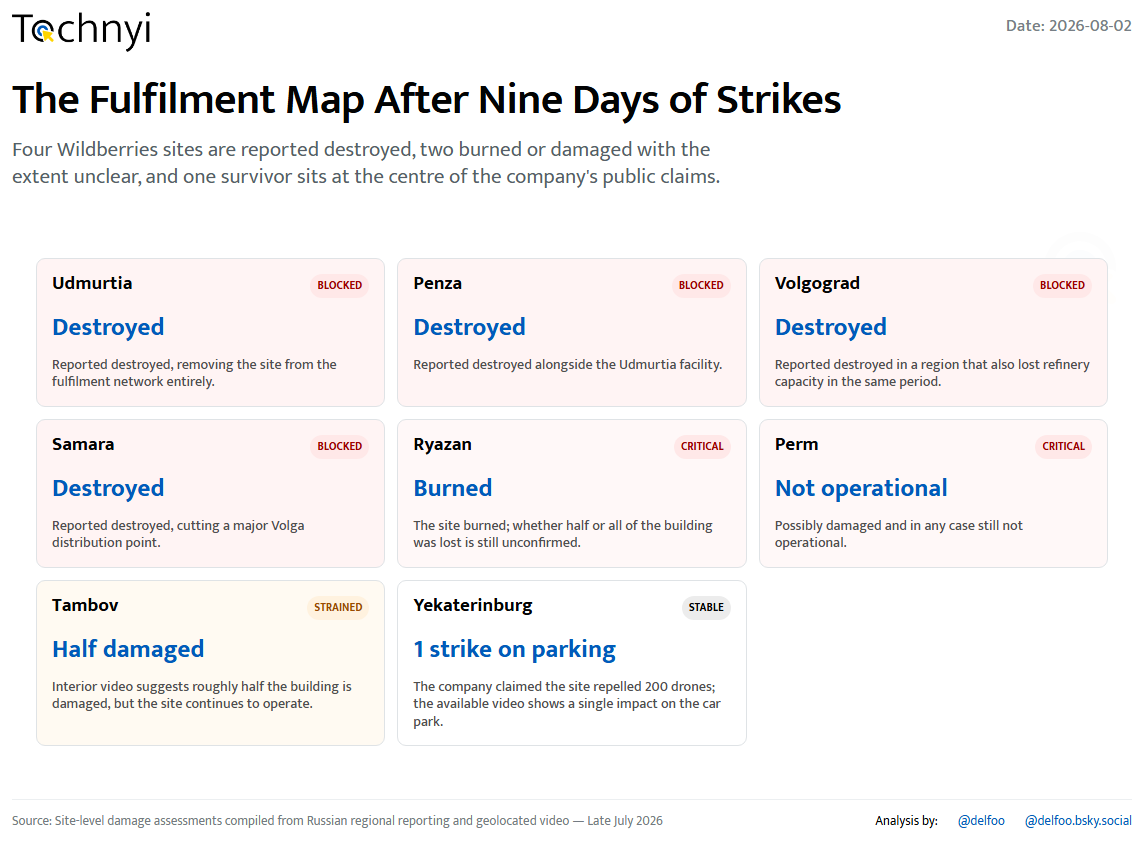 Technyi
Date: 2026-08-02
The Fulfilment Map After Nine Days of Strikes
Four Wildberries sites are reported destroyed, two burned or damaged with the
extent unclear, and one survivor sits at the centre of the company's public claims.
Udmurtia
BLOCKED
Destroyed
Reported destroyed, removing the site from the
fulfilment network entirely.
Penza
BLOCKED
Destroyed
Reported destroyed alongside the Udmurtia facility.
Volgograd
BLOCKED
Destroyed
Reported destroyed in a region that also lost refinery
capacity in the same period.
Samara
BLOCKED
Destroyed
Reported destroyed, cutting a major Volga
distribution point.
Ryazan
CRITICAL
Burned
The site burned; whether half or all of the building
was lost is still unconfirmed.
Perm
CRITICAL
Not operational
Possibly damaged and in any case still not
operational.
Tambov
STRAINED
Half damaged
Interior video suggests roughly half the building is
damaged, but the site continues to operate.
Yekaterinburg
STABLE
1 strike on parking
The company claimed the site repelled 200 drones;
the available video shows a single impact on the car
park.
Source: Site-level damage assessments compiled from Russian regional reporting and geolocated video — Late July 2026
Analysis by: @delfoo @delfoo.bsky.social